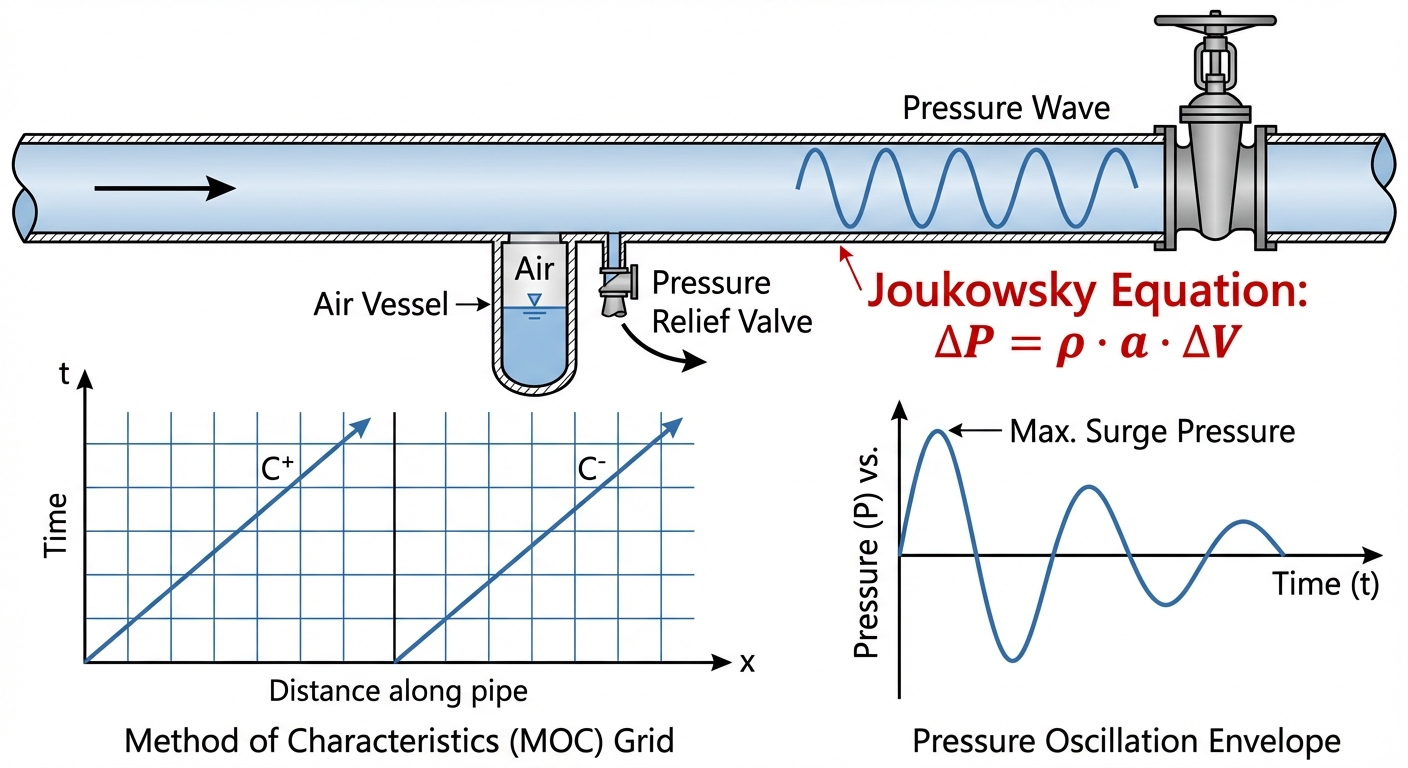 Pressure Wave
Air
Air Vessel
Pressure
Relief Valve
Joukowsky Equation:
ΔP = ρ · a · ΔV
t
Time
C⁺
C⁻
x
Distance along pipe
Method of Characteristics (MOC) Grid
Pressure (P) vs.
Max. Surge Pressure
Time (t)
Pressure Oscillation Envelope